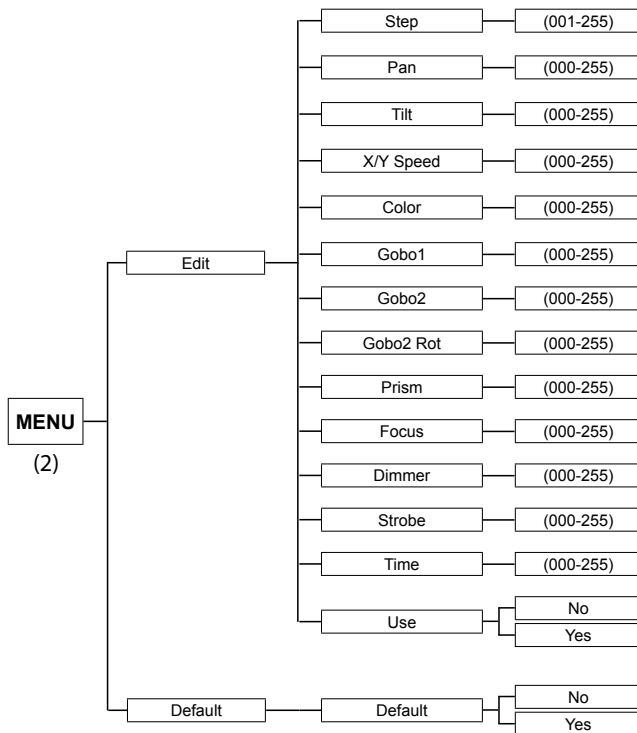 Step (001-255)
Pan (000-255)
Tilt (000-255)
X/Y Speed (000-255)
Color (000-255)
Edit
Gobo1 (000-255)
Gobo2 (000-255)
Gobo2 Rot (000-255)
Prism (000-255)
MENU
(2)
Focus (000-255)
Dimmer (000-255)
Strobe (000-255)
Time (000-255)
Use
No
Yes
Default Default
No
Yes